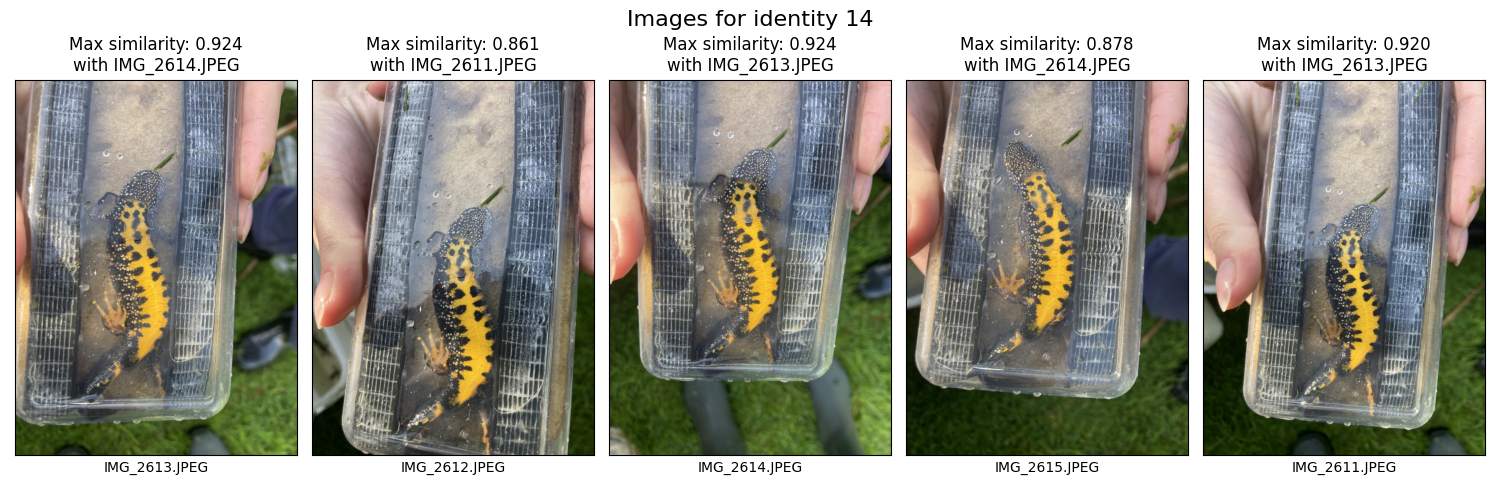 Images for identity 14
Max similarity: 0.924
with IMG_2614.JPEG
Max similarity: 0.861
with IMG_2611.JPEG
Max similarity: 0.924
with IMG_2613.JPEG
Max similarity: 0.878
with IMG_2614.JPEG
Max similarity: 0.920
with IMG_2613.JPEG
IMG_2613.JPEG
IMG_2612.JPEG
IMG_2614.JPEG
IMG_2615.JPEG
IMG_2611.JPEG